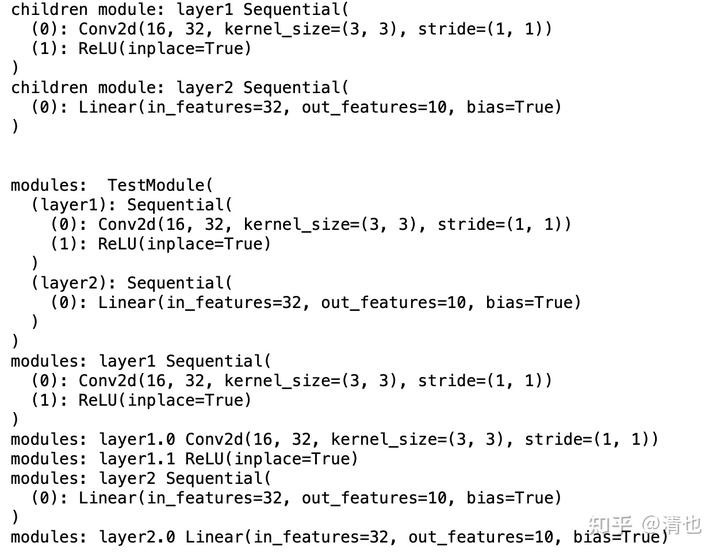 children module: layer1 Sequential(
  (0): Conv2d(16, 32, kernel_size=(3, 3), stride=(1, 1))
  (1): ReLU(inplace=True)
)
children module: layer2 Sequential(
  (0): Linear(in_features=32, out_features=10, bias=True)
)
modules:  TestModule(
  (layer1): Sequential(
    (0): Conv2d(16, 32, kernel_size=(3, 3), stride=(1, 1))
    (1): ReLU(inplace=True)
  )
  (layer2): Sequential(
    (0): Linear(in_features=32, out_features=10, bias=True)
  )
)
modules: layer1 Sequential(
  (0): Conv2d(16, 32, kernel_size=(3, 3), stride=(1, 1))
  (1): ReLU(inplace=True)
)
modules: layer1.0 Conv2d(16, 32, kernel_size=(3, 3), stride=(1, 1))
modules: layer1.1 ReLU(inplace=True)
modules: layer2 Sequential(
  (0): Linear(in_features=32, out_features=10, bias=True)
)
modules: layer2.0 Linear(in_features=32, out_features=10, bias=True)
知乎 @清也